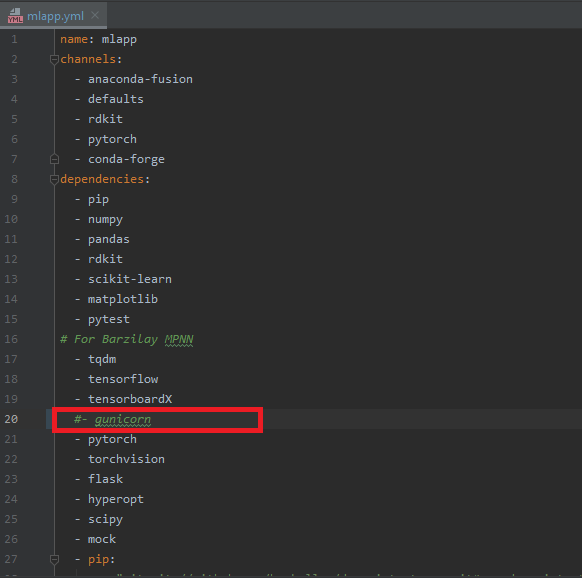 mlapp.yml
1 name: mlapp
2 channels:
3 - anaconda-fusion
4 - defaults
5 - rdkit
6 - pytorch
7 - conda-forge
8 dependencies:
9 - pip
10 - numpy
11 - pandas
12 - rdkit
13 - scikit-learn
14 - matplotlib
15 - pytest
16 # For Barzilay MPNN
17 - tqdm
18 - tensorflow
19 - tensorboardX
20 #- gunicorn
21 - pytorch
22 - torchvision
23 - flask
24 - hyperopt
25 - scipy
26 - mock
27 - pip: